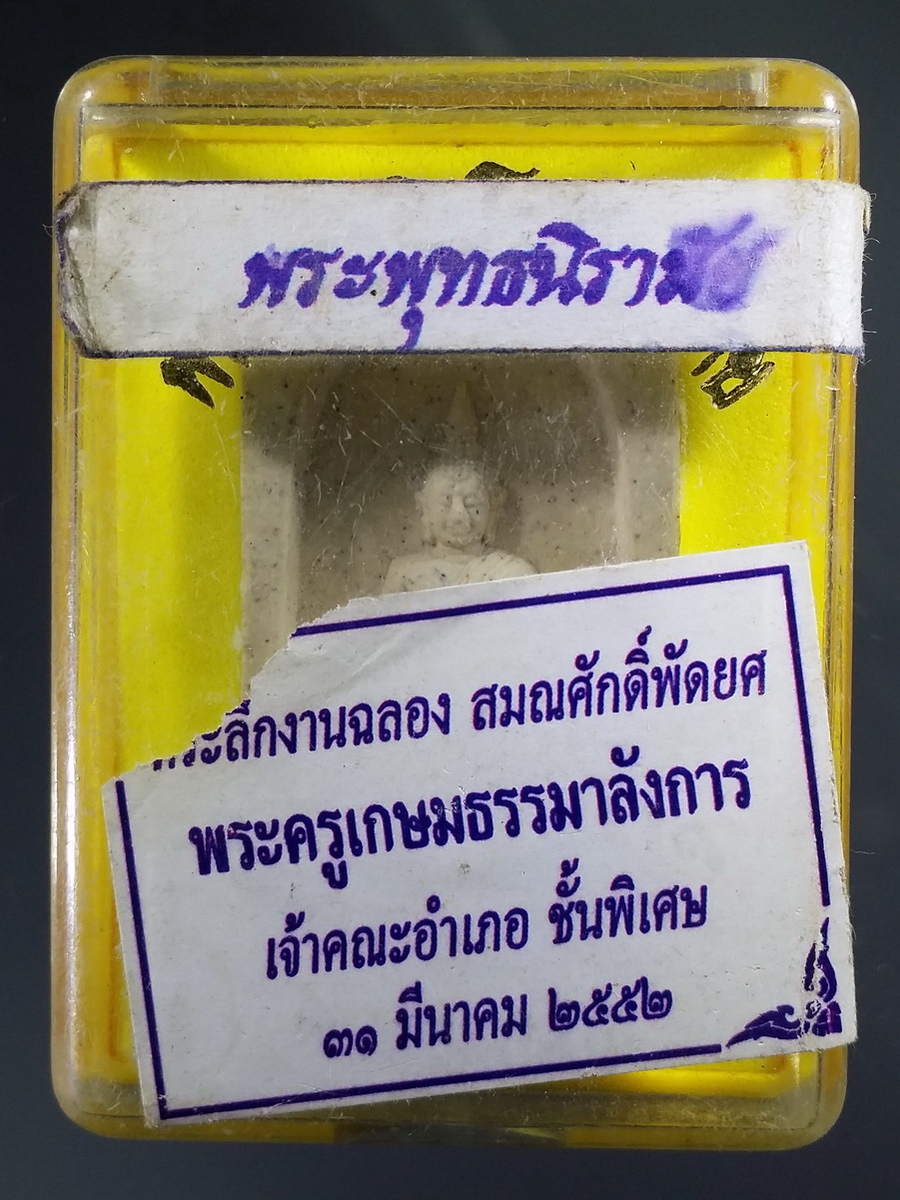 พระพุทธนิรามัย
ระลึกงานฉลอง สมณศักดิ์พัดยศ
พระครูเกษมธรรมาลังการ
เจ้าคณะอำเภอ ชั้นพิเศษ
๓๑ มีนาคม ๒๕๕๒